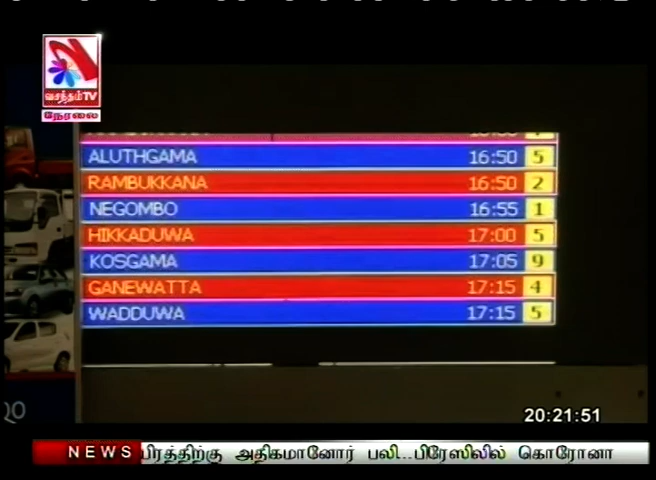 வசந்தம்TV
நேரலை
ALUTHGAMA 16:50 5
RAMBUKKANA 16:50 2
NEGOMBO 16:55 1
HIKKADUWA 17:00 5
KOSGAMA 17:05 9
GANEWATTA 17:15 4
WADDUWA 17:15 5
20:21:51
NEWS பிரத்திற்கு அதிகமானோர் பலி...பிரேஸிலில் கொரோனா